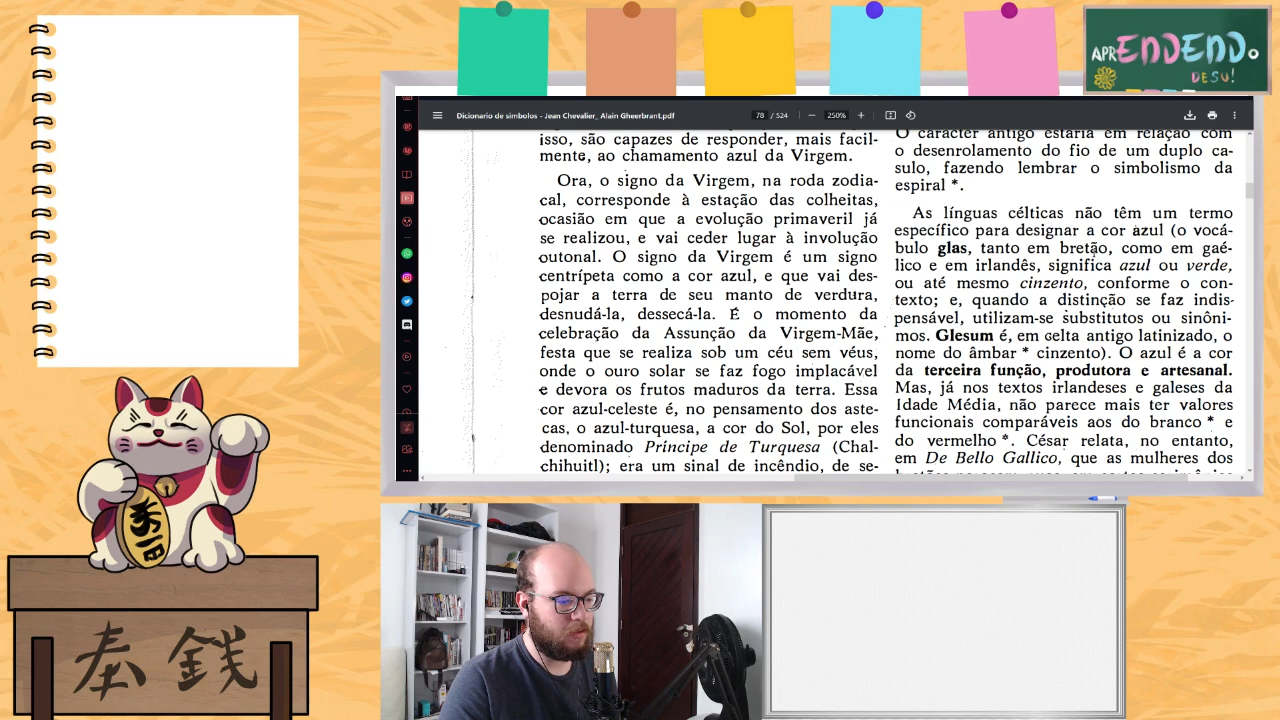 APRENDENDO
DESU!
Dicionario de simbolos - Jean Chevalier_ Alain Gheerbrant.pdf
78 / 524
250%
isso, são capazes de responder, mais facil-
mente, ao chamamento azul da Virgem.
Ora, o signo da Virgem, na roda zodia-
cal, corresponde à estação das colheitas,
ocasião em que a evolução primaveril já
se realizou, e vai ceder lugar à involução
outonal. O signo da Virgem é um signo
centrípeta como a cor azul, e que vai des-
pojar a terra de seu manto de verdura,
desnudá-la, dessecá-la. É o momento da
celebração da Assunção da Virgem-Mãe,
festa que se realiza sob um céu sem véus,
onde o ouro solar se faz fogo implacável
e devora os frutos maduros da terra. Essa
cor azul-celeste é, no pensamento dos aste-
cas, o azul-turquesa, a cor do Sol, por eles
denominado Príncipe de Turquesa (Chal-
chihuitl); era um sinal de incêndio, de se-
O caráter antigo estaria em relação com
o desenrolamento do fio de um duplo ca-
sulo, fazendo lembrar o simbolismo da
espiral *.
As línguas célticas não têm um termo
específico para designar a cor azul (o vocá-
bulo glas, tanto em bretão, como em gaé-
lico e em irlandês, significa azul ou verde,
ou até mesmo cinzento, conforme o con-
texto; e, quando a distinção se faz indis-
pensável, utilizam-se substitutos ou sinôni-
mos. Glesum é, em celta antigo latinizado, o
nome do âmbar * cinzento). O azul é a cor
da terceira função, produtora e artesanal.
Mas, já nos textos irlandeses e galeses da
Idade Média, não parece mais ter valores
funcionais comparáveis aos do branco * e
do vermelho *. César relata, no entanto,
em De Bello Gallico, que as mulheres dos
奉銭